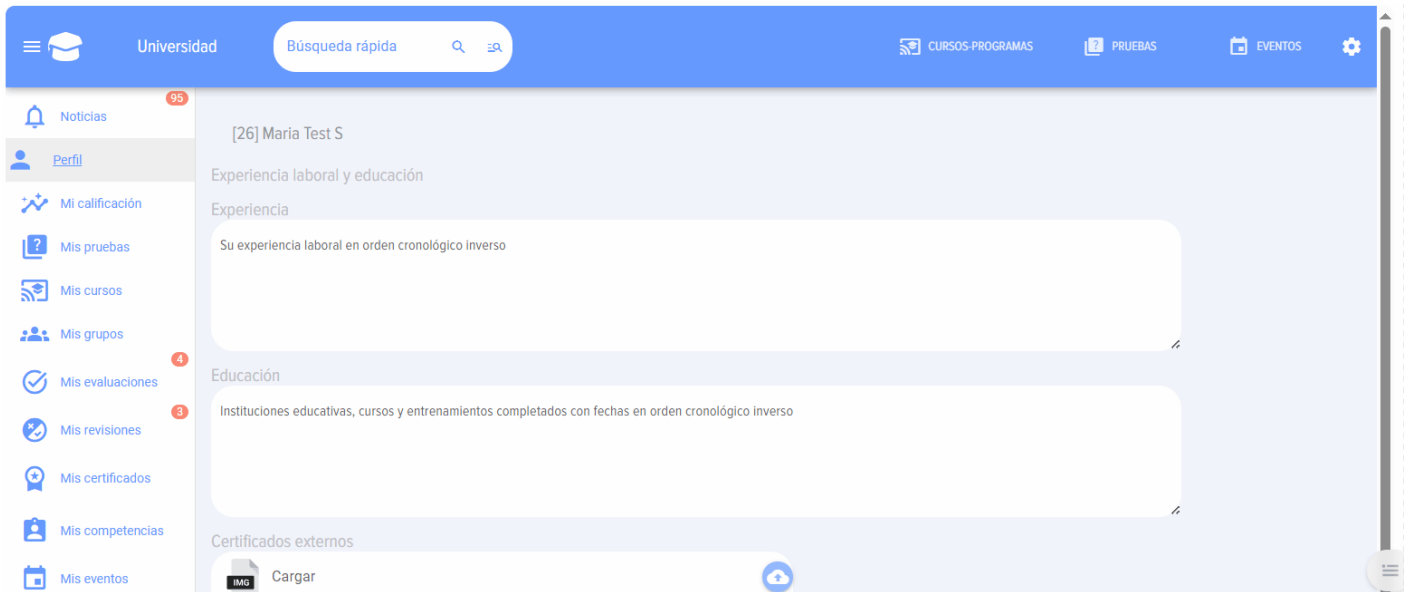 Universidad
Búsqueda rápida
CURSOS-PROGRAMAS
PRUEBAS
EVENTOS
95
Noticias
Perfil
Mi calificación
Mis pruebas
Mis cursos
Mis grupos
4
Mis evaluaciones
3
Mis revisiones
Mis certificados
Mis competencias
Mis eventos
[26] Maria Test S
Experiencia laboral y educación
Experiencia
Su experiencia laboral en orden cronológico inverso
Educación
Instituciones educativas, cursos y entrenamientos completados con fechas en orden cronológico inverso
Certificados externos
IMG
Cargar